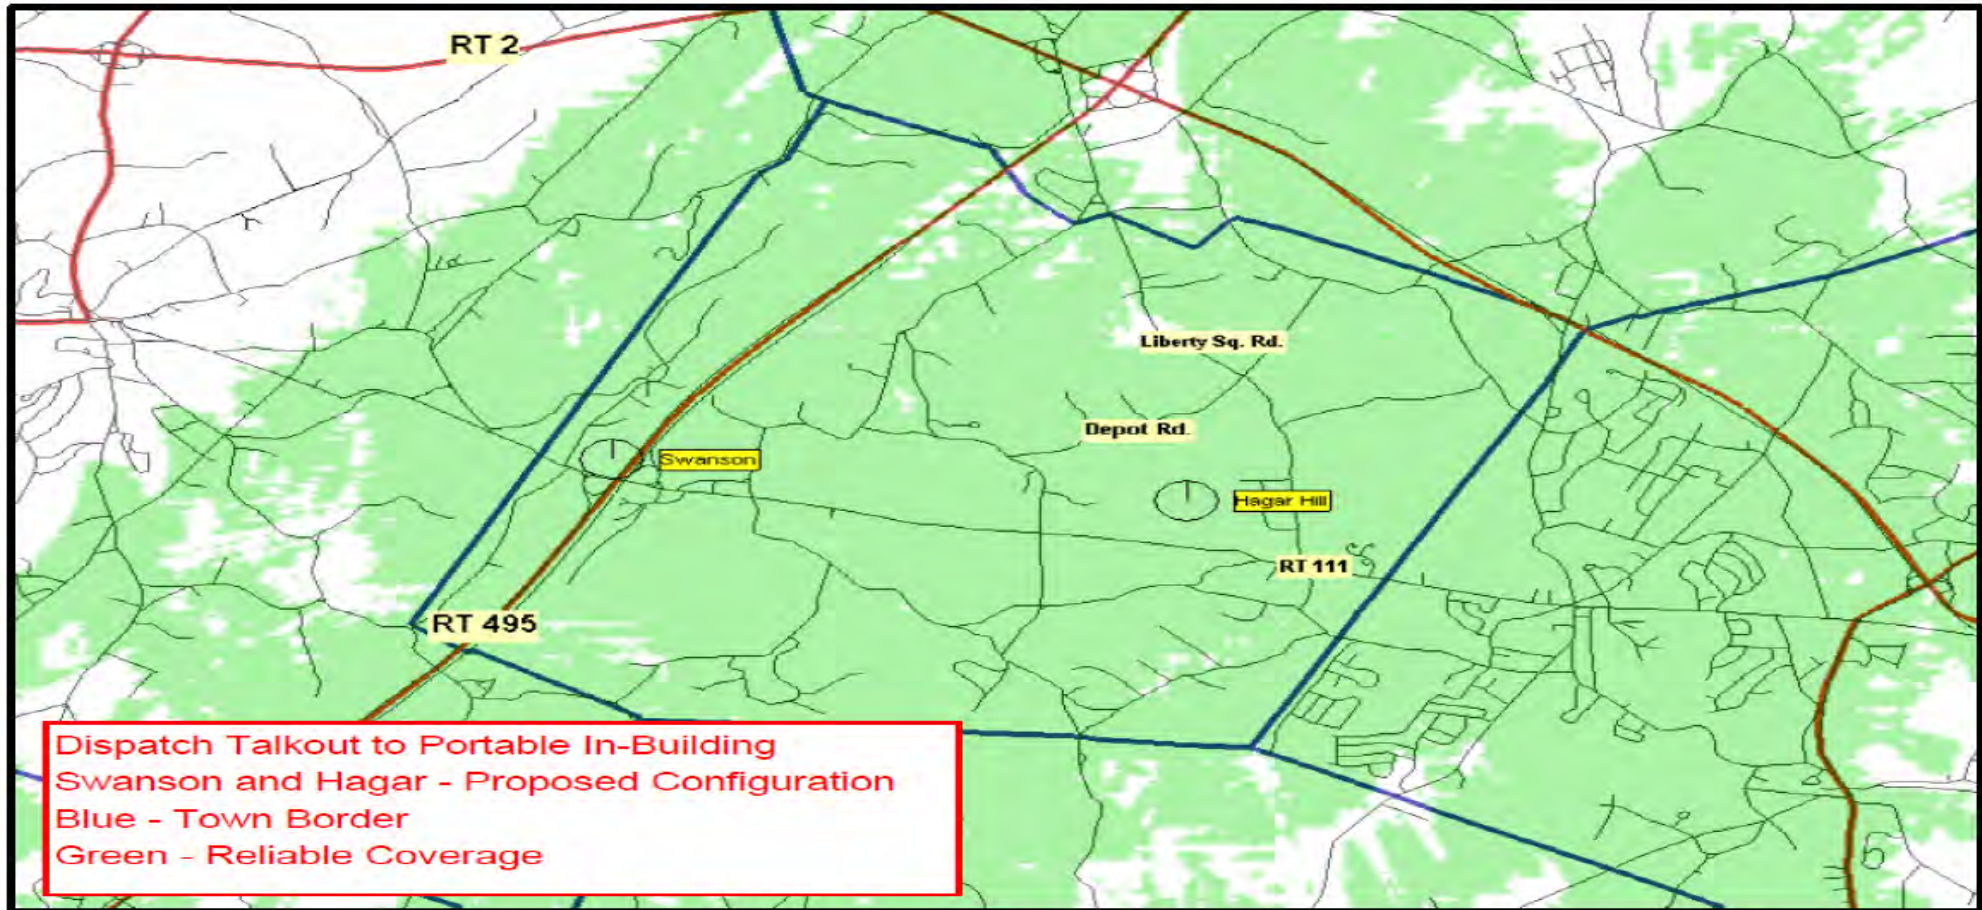 RT 2
Liberty Sq. Rd.
Depot Rd.
Swanson
Hagar Hill
RT 111
RT 495
Dispatch Talkout to Portable In-Building
Swanson and Hagar - Proposed Configuration
Blue - Town Border
Green - Reliable Coverage